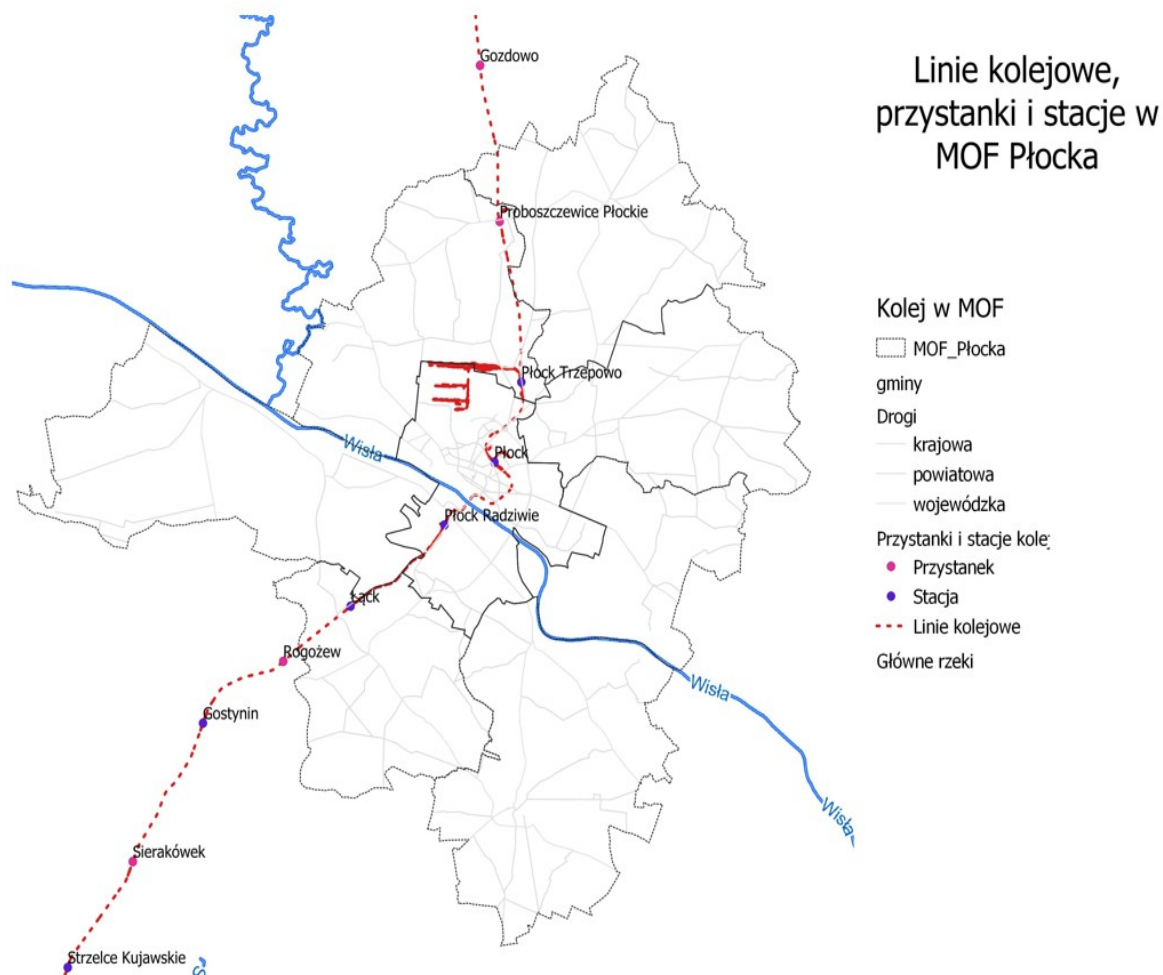 Linie kolejowe,
przystanki i stacje w
MOF Płocka
Gozdowo
Proboszczewice Płockie
Płock Trzepowo
Wisła
Płock
Płock Radziwie
Łąck
Rogożew
Gostynin
Wisła
Wisła
Sierakówek
Strzelce Kujawskie
Kolej w MOF
MOF_Płocka
gminy
Drogi
krajowa
powiatowa
wojewódzka
Przystanki i stacje kole
Przystanek
Stacja
Linie kolejowe
Główne rzeki